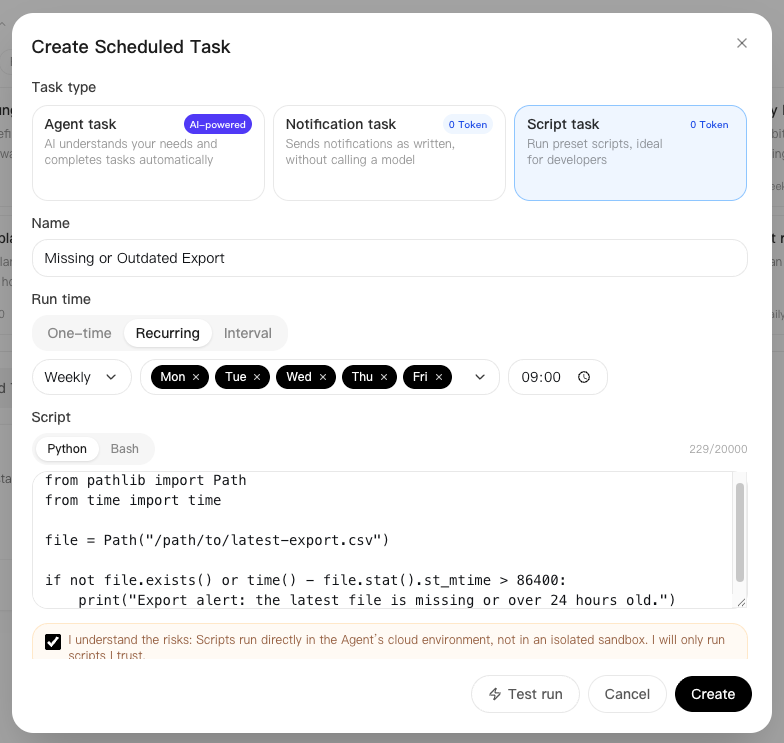 Create Scheduled Task
Task type
Agent task
AI-powered
AI understands your needs and
completes tasks automatically
Notification task
0 Token
Sends notifications as written,
without calling a model
Script task
0 Token
Run preset scripts, ideal
for developers
Name
Missing or Outdated Export
Run time
One-time
Recurring
Interval
Weekly
Mon ×
Tue ×
Wed ×
Thu ×
Fri ×
09:00
Script
Python
Bash
229/20000
from pathlib import Path
from time import time
file = Path("/path/to/latest-export.csv")
if not file.exists() or time() - file.stat().st_mtime > 86400:
    print("Export alert: the latest file is missing or over 24 hours old.")
I understand the risks: Scripts run directly in the Agent's cloud environment, not in an isolated sandbox. I will only run
scripts I trust.
Test run
Cancel
Create